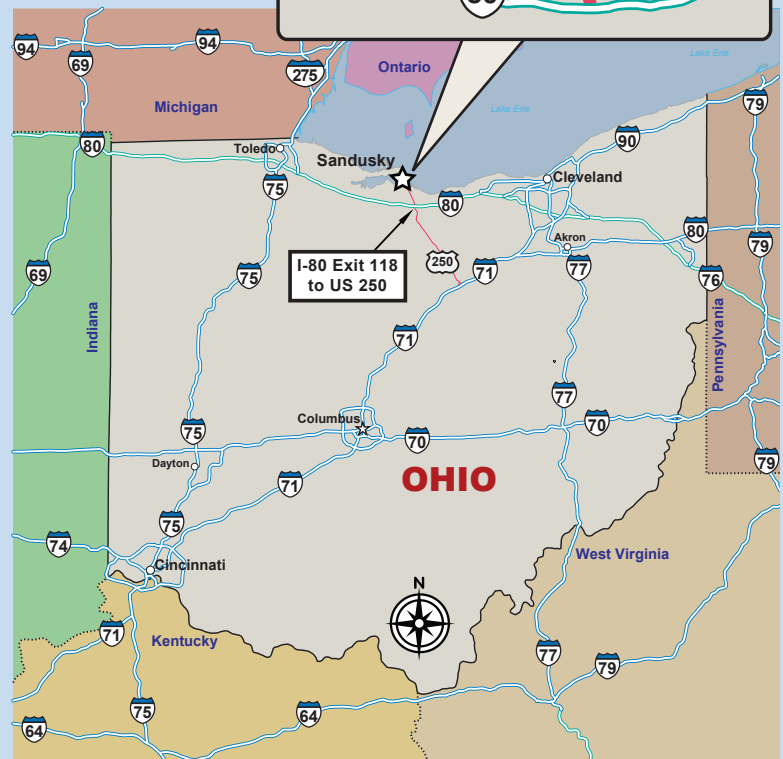 94
94
69
275
Ontario
Lake Erie
Michigan
Lake Erie
79
80
Toledo
Sandusky
90
75
Cleveland
80
I-80 Exit 118
to US 250
250
71
Akron
77
80
79
76
69
75
Indiana
71
Pennsylvania
77
75
Columbus
70
70
Dayton
71
OHIO
79
75
74
Cincinnati
West Virginia
N
71
Kentucky
77
79
75
64
64